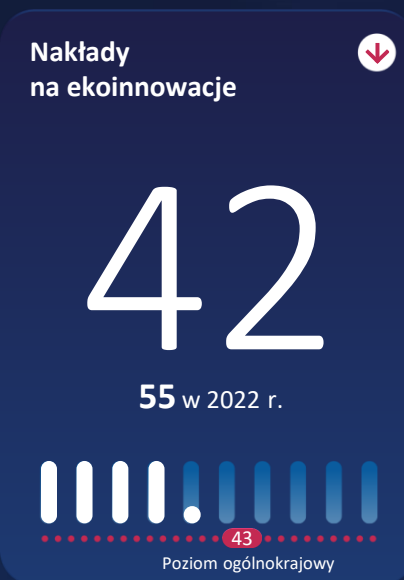 Nakłady
na ekoinnowacje
42
55 w 2022 r.
43
Poziom ogólnokrajowy